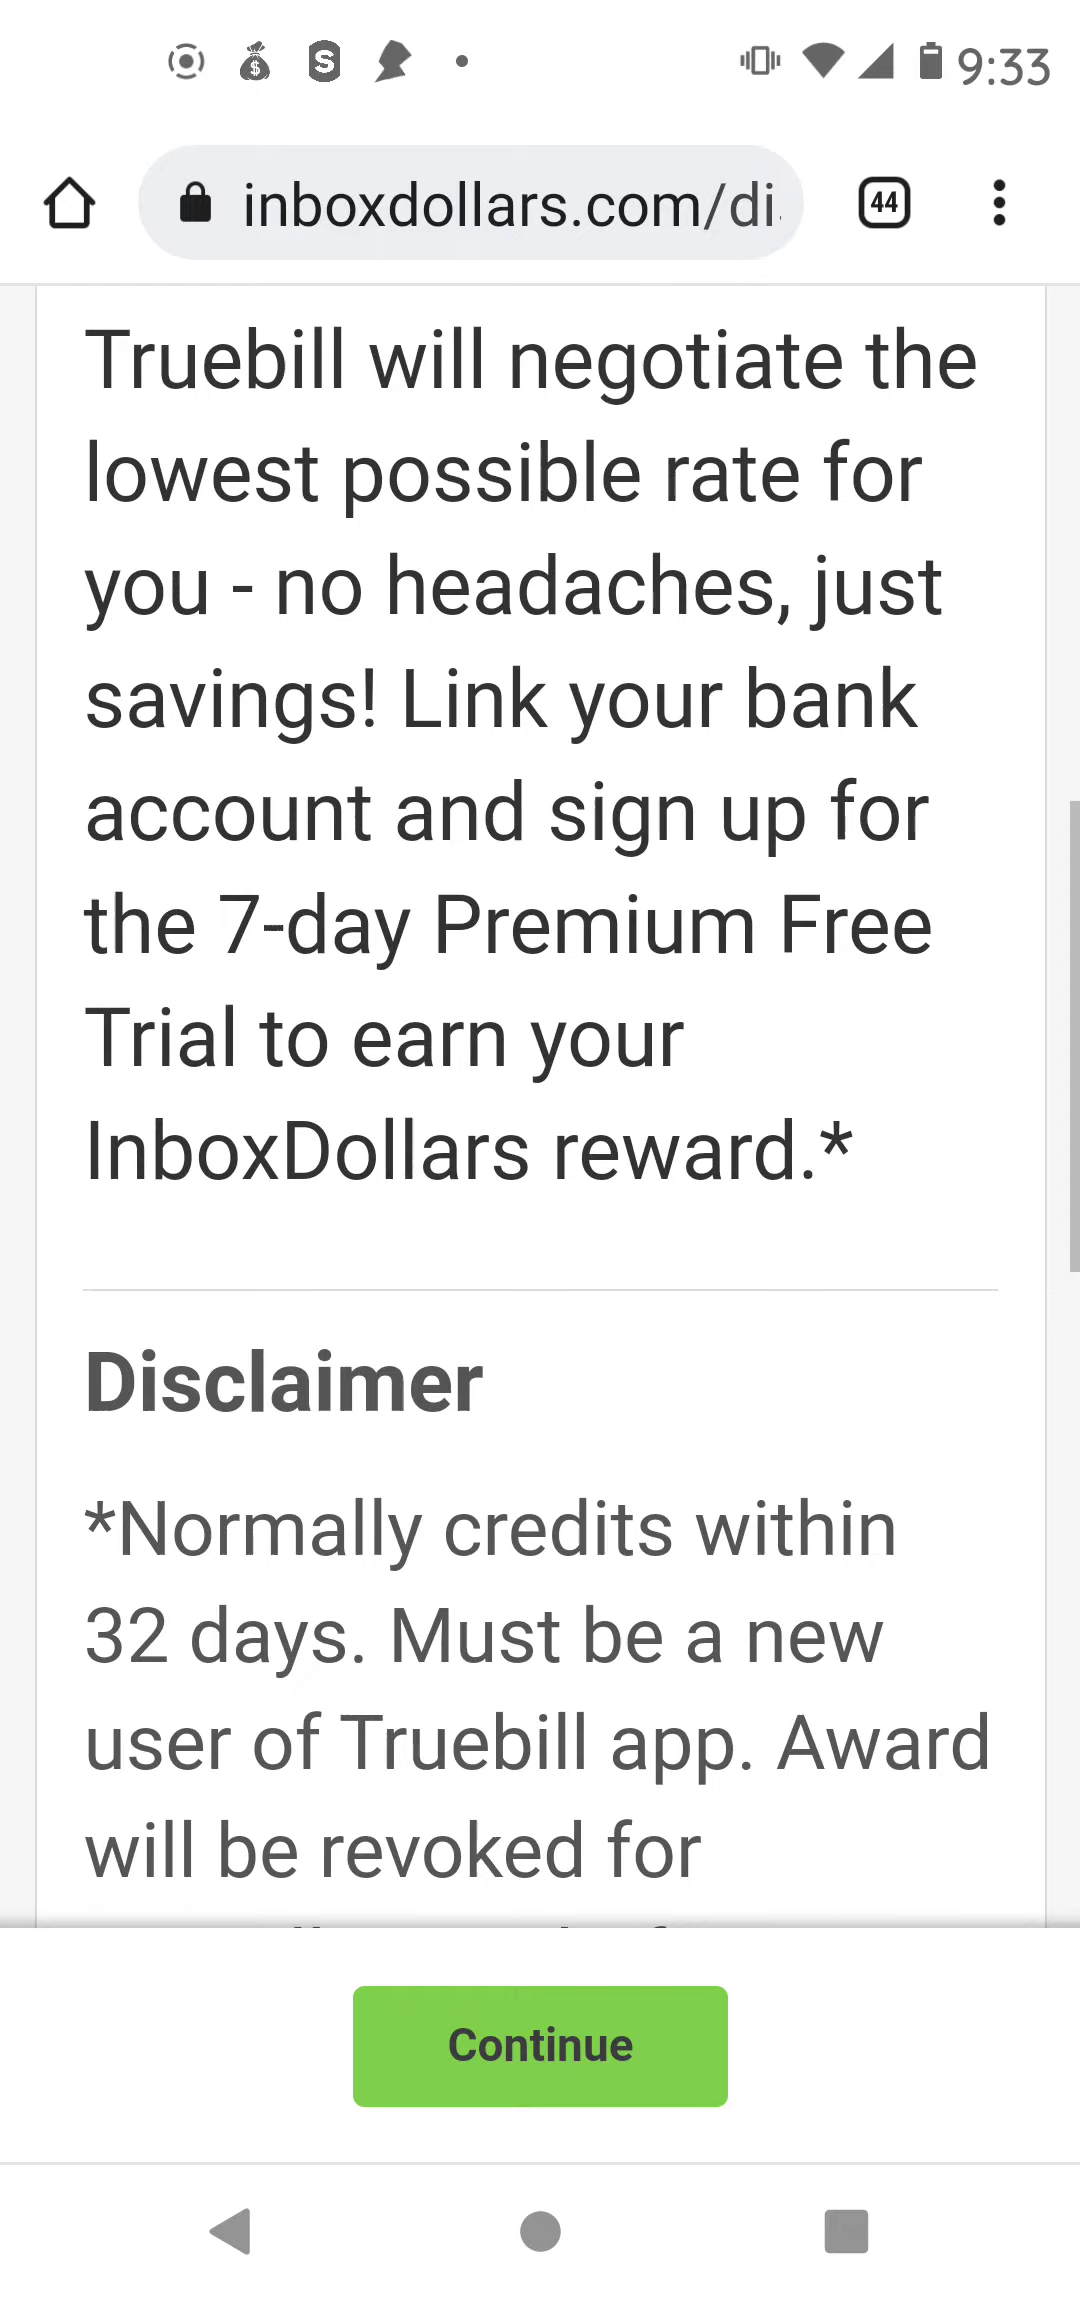 9:33
inboxdollars.com/di
44
Truebill will negotiate the
lowest possible rate for
you - no headaches, just
savings! Link your bank
account and sign up for
the 7-day Premium Free
Trial to earn your
InboxDollars reward.*
Disclaimer
*Normally credits within
32 days. Must be a new
user of Truebill app. Award
will be revoked for
Continue